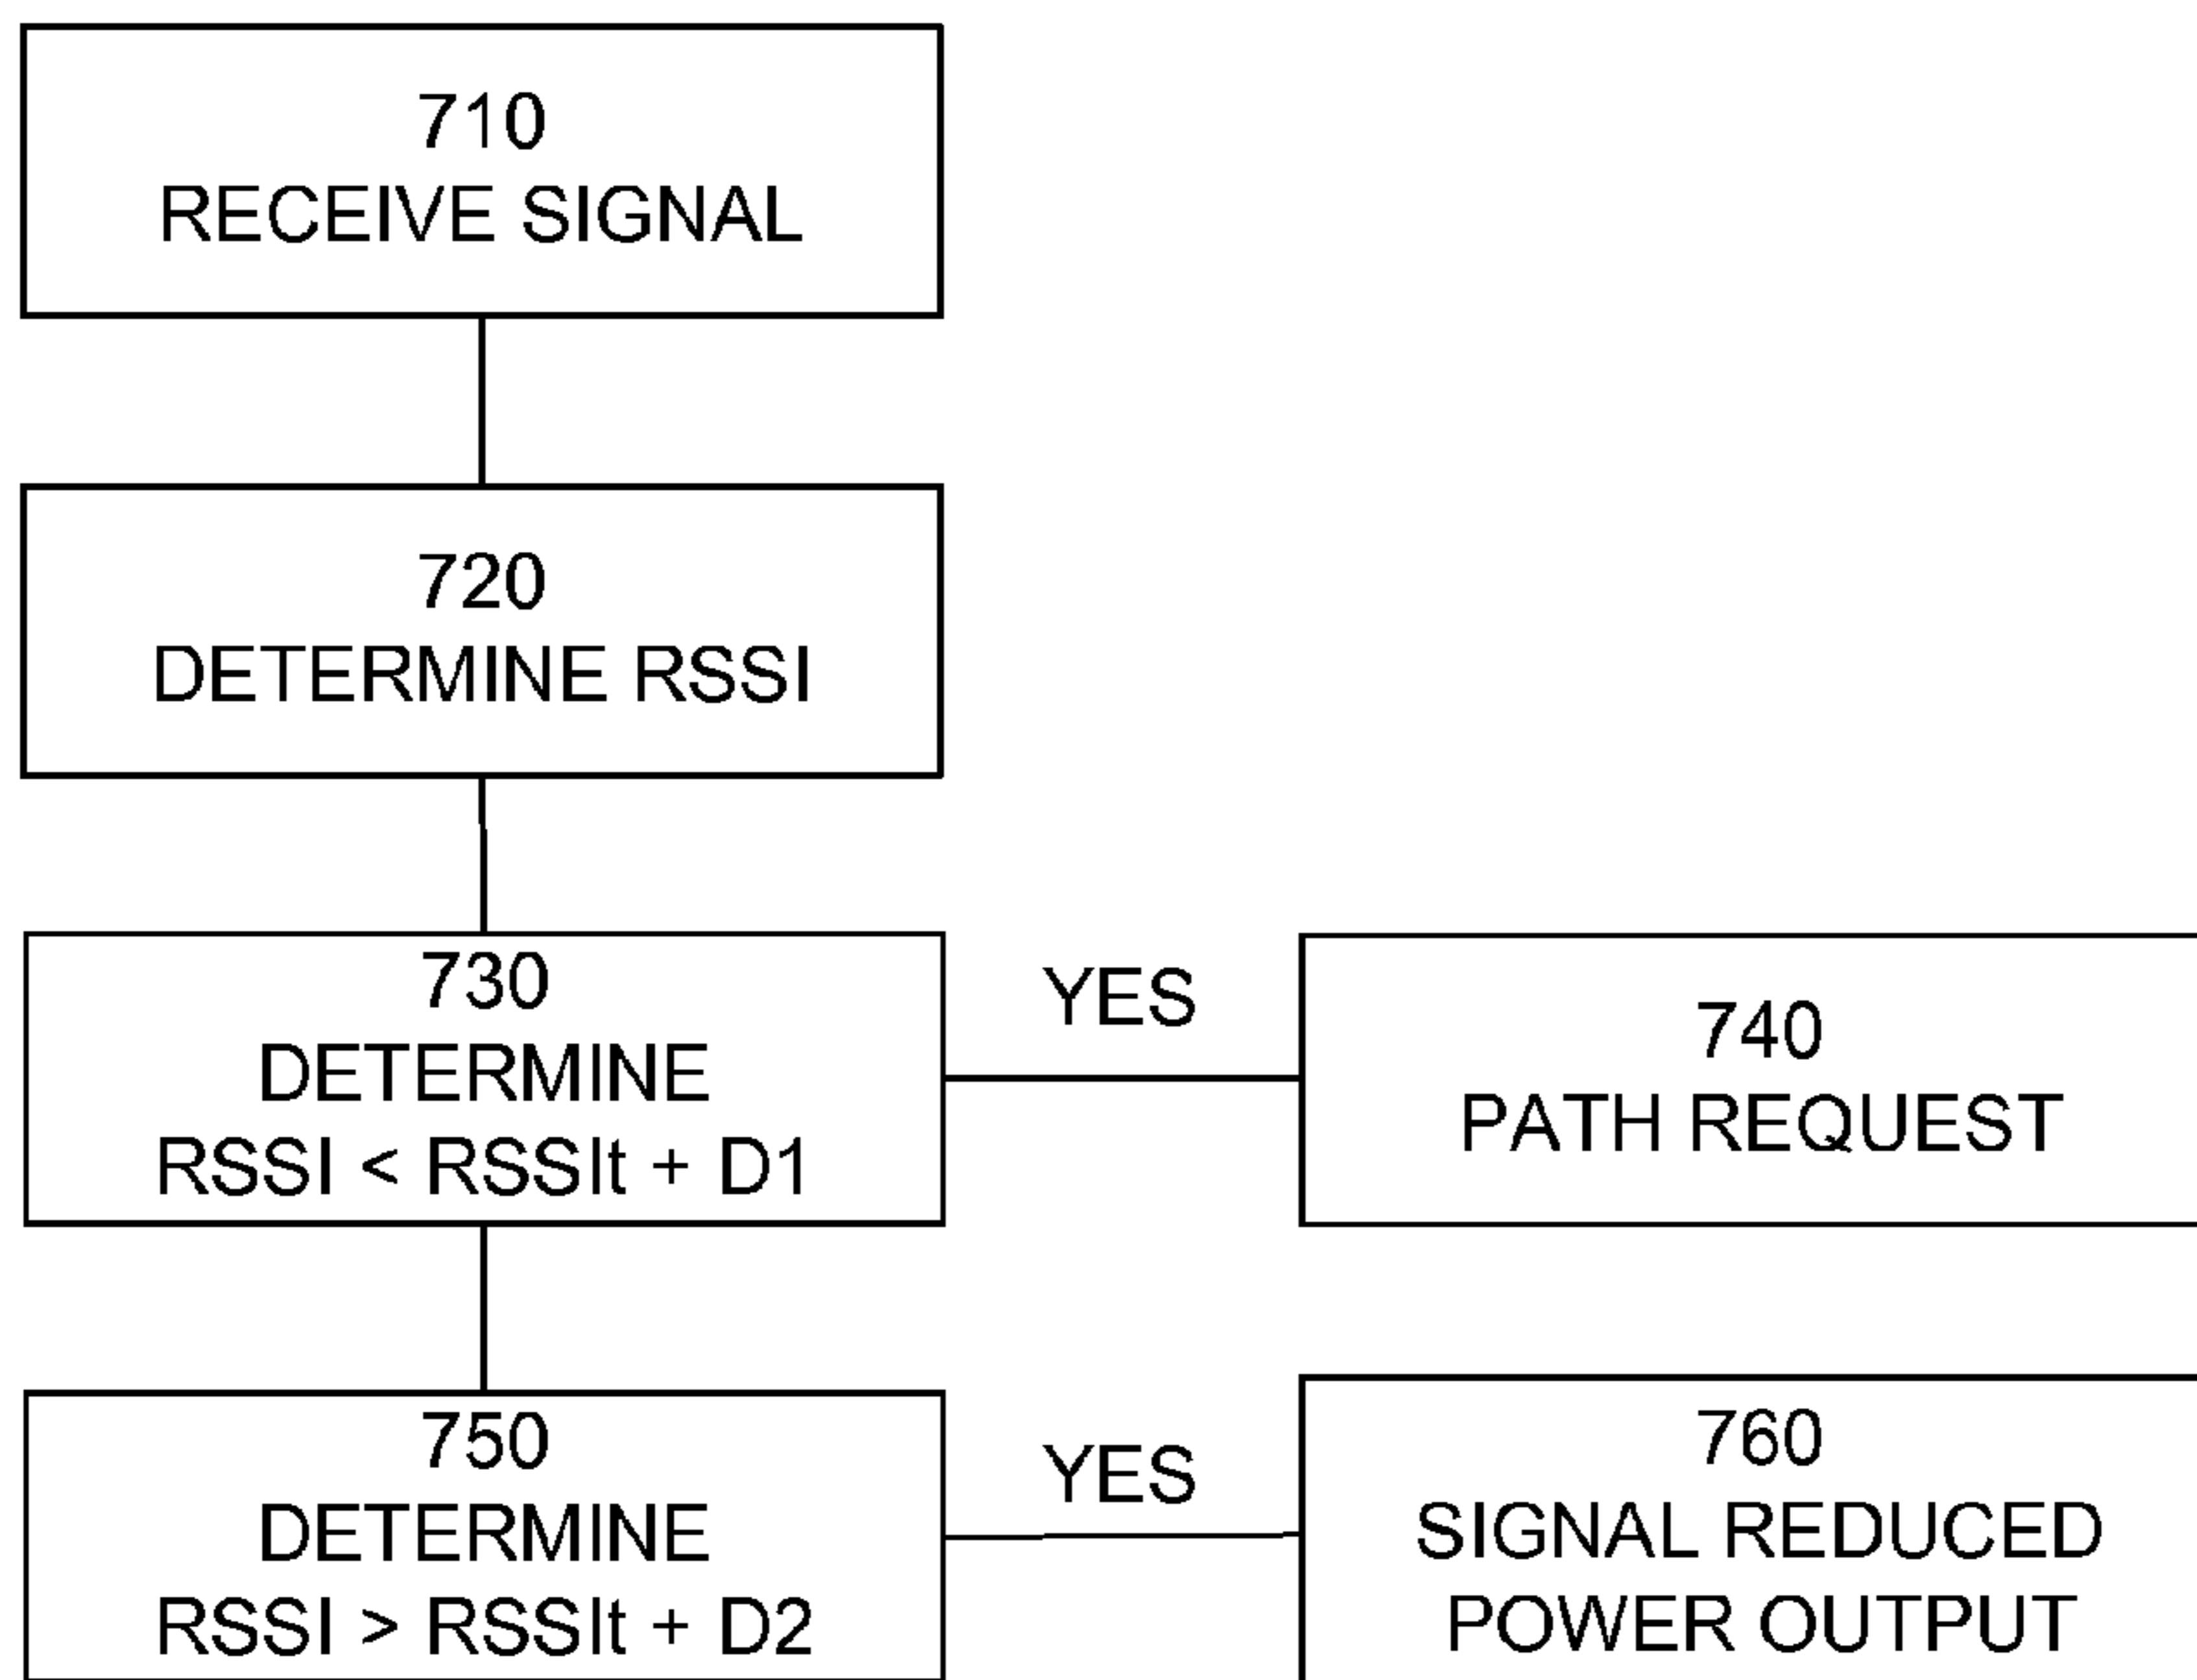 710
RECEIVE SIGNAL
720
DETERMINE RSSI
730
DETERMINE
RSSI < RSSIt + D1
YES
740
PATH REQUEST
750
DETERMINE
RSSI > RSSIt + D2
YES
760
SIGNAL REDUCED
POWER OUTPUT